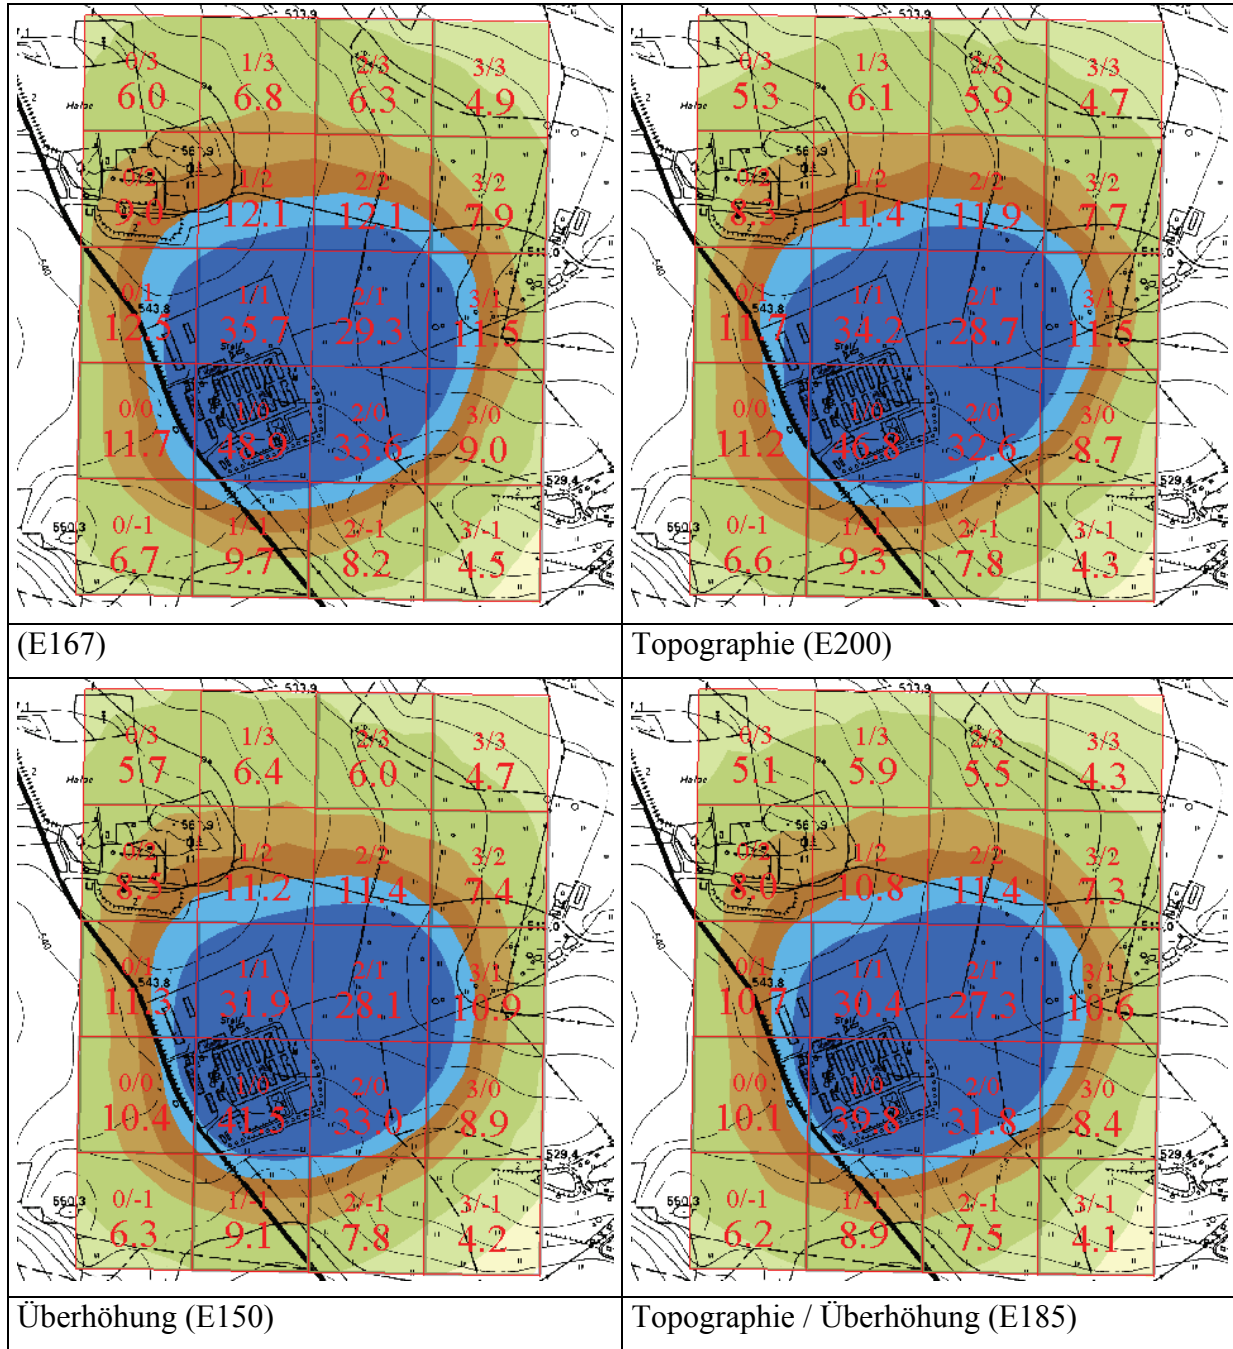 533.9
0/3 1/3 2/3 3/3
6.0 6.8 6.3 4.9
Halde
0/2 1/2 2/2 3/2
9.0 12.1 12.1 7.9
540
0/1 1/1 2/1 3/1
543.8
12.5 35.7 29.3 11.5
0/0 1/0 2/0 3/0
11.7 48.9 33.6 9.0
529.4
550.3
0/-1 1/-1 2/-1 3/-1
6.7 9.7 8.2 4.5
(E167)
533.9
0/3 1/3 2/3 3/3
5.3 6.1 5.9 4.7
Halde
0/2 1/2 2/2 3/2
8.3 11.4 11.9 7.7
540
0/1 1/1 2/1 3/1
543.8
11.7 34.2 28.7 11.5
0/0 1/0 2/0 3/0
11.2 46.8 32.6 8.7
529.4
550.3
0/-1 1/-1 2/-1 3/-1
6.6 9.3 7.8 4.3
Topographie (E200)
533.9
0/3 1/3 2/3 3/3
5.7 6.4 6.0 4.7
Halde
0/2 1/2 2/2 3/2
8.5 11.2 11.4 7.4
540
0/1 1/1 2/1 3/1
543.8
11.3 31.9 28.1 10.9
0/0 1/0 2/0 3/0
10.4 41.5 33.0 8.9
529.4
550.3
0/-1 1/-1 2/-1 3/-1
6.3 9.1 7.8 4.2
Überhöhung (E150)
533.9
0/3 1/3 2/3 3/3
5.1 5.9 5.5 4.3
Halde
0/2 1/2 2/2 3/2
8.0 10.8 11.4 7.3
540
0/1 1/1 2/1 3/1
543.8
10.7 30.4 27.3 10.6
0/0 1/0 2/0 3/0
10.1 39.8 31.8 8.4
529.4
550.3
0/-1 1/-1 2/-1 3/-1
6.2 8.9 7.5 4.1
Topographie / Überhöhung (E185)